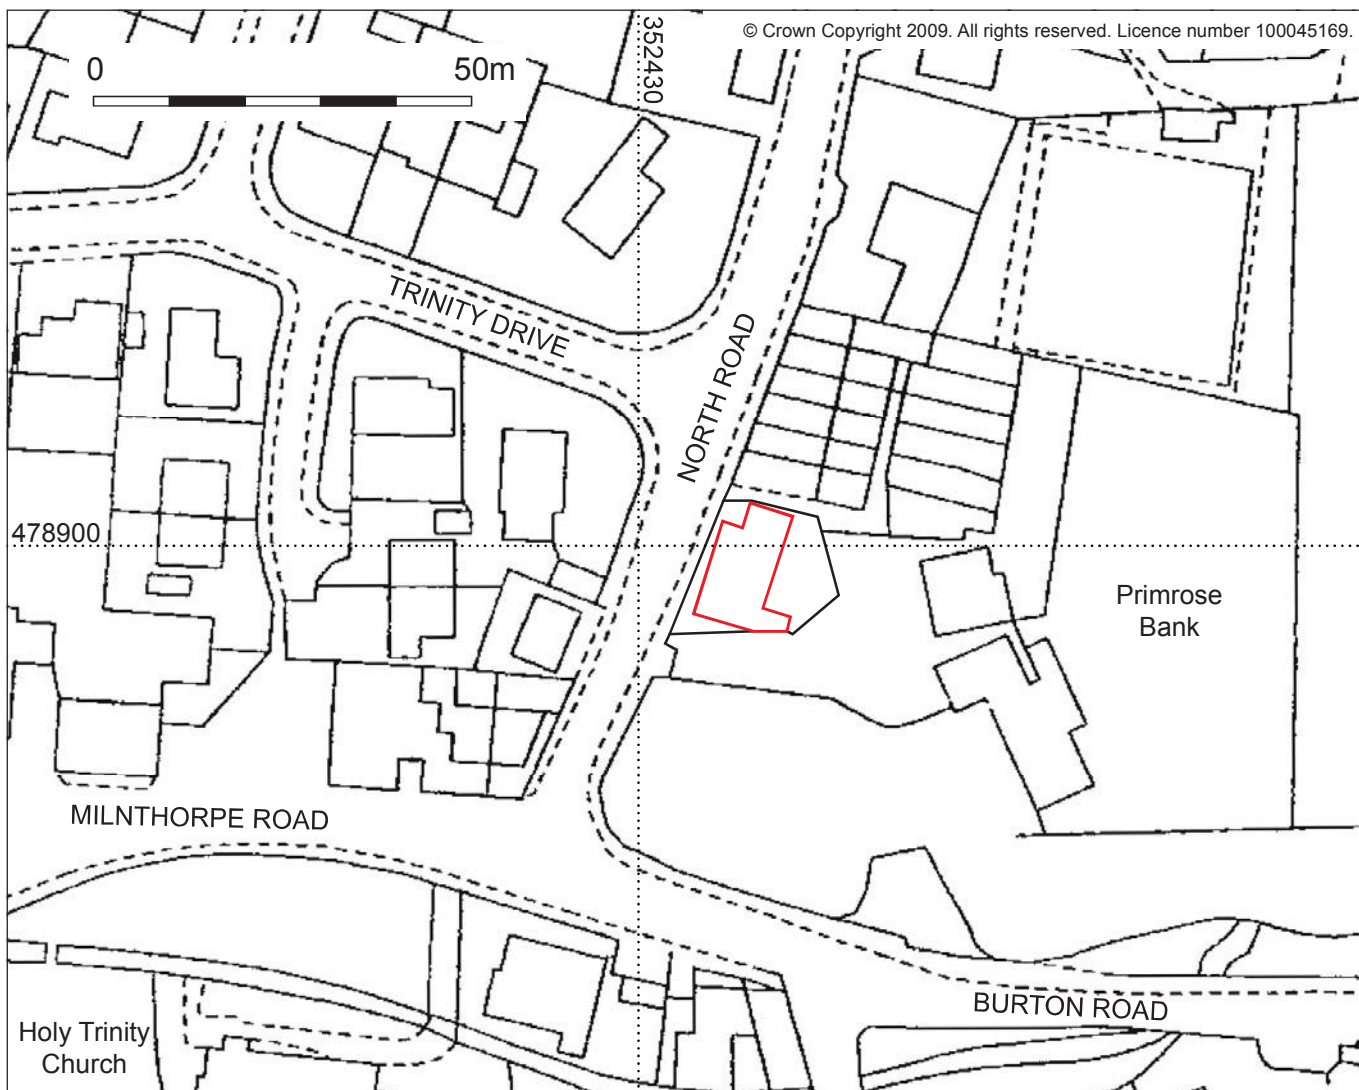 © Crown Copyright 2009. All rights reserved. Licence number 100045169.
0 50m
352430
TRINITY DRIVE
NORTH ROAD
478900
Primrose
Bank
MILNTHORPE ROAD
BURTON ROAD
Holy Trinity
Church